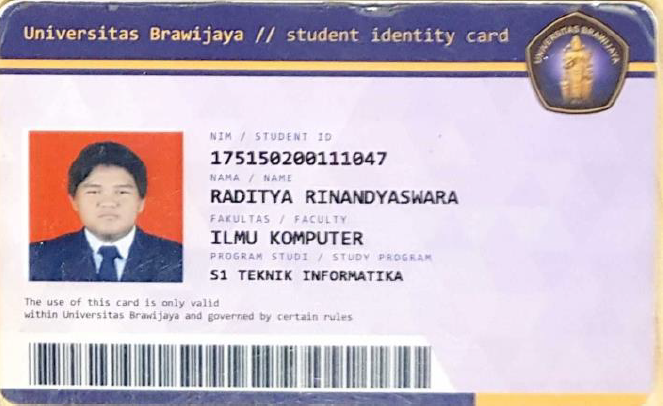 Universitas Brawijaya // student identity card
UNIVERSITAS BRAWIJAYA
NIM / STUDENT ID
175150200111047
NAMA / NAME
RADITYA RINANDYASWARA
FAKULTAS / FACULTY
ILMU KOMPUTER
PROGRAM STUDI / STUDY PROGRAM
S1 TEKNIK INFORMATIKA
The use of this card is only valid
within Universitas Brawijaya and governed by certain rules